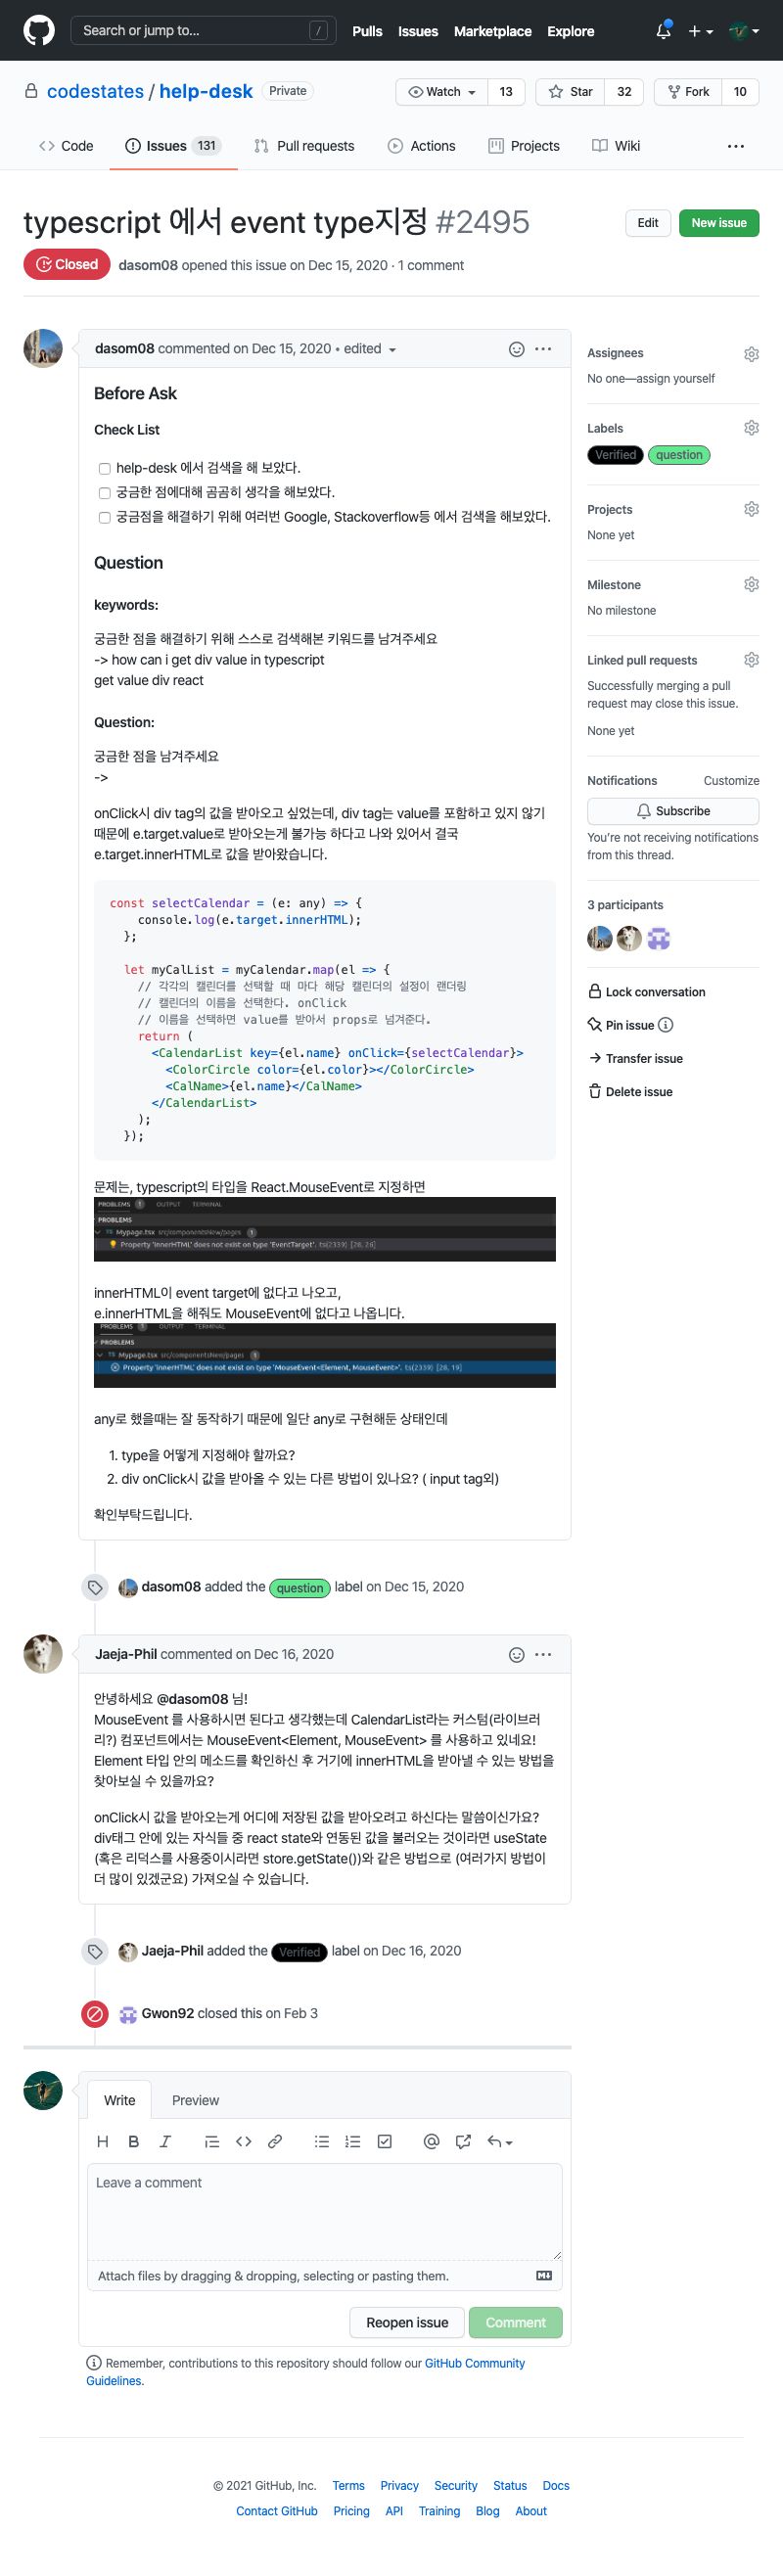 Search or jump to...
/
Pulls Issues Marketplace Explore
codestates / help-desk Private
Watch 13 Star 32 Fork 10
Code Issues 131 Pull requests Actions Projects Wiki
typescript 에서 event type지정 #2495
Edit New issue
Closed dasom08 opened this issue on Dec 15, 2020 · 1 comment
dasom08 commented on Dec 15, 2020 • edited
Before Ask
Check List
help-desk 에서 검색을 해 보았다.
궁금한 점에대해 곰곰히 생각을 해보았다.
궁금점을 해결하기 위해 여러번 Google, Stackoverflow등 에서 검색을 해보았다.
Question
keywords:
궁금한 점을 해결하기 위해 스스로 검색해본 키워드를 남겨주세요
-> how can i get div value in typescript
get value div react
Question:
궁금한 점을 남겨주세요
->
onClick시 div tag의 값을 받아오고 싶었는데, div tag는 value를 포함하고 있지 않기
때문에 e.target.value로 받아오는게 불가능 하다고 나와 있어서 결국
e.target.innerHTML로 값을 받아왔습니다.
const selectCalendar = (e: any) => {
console.log(e.target.innerHTML);
};
let myCalList = myCalendar.map(el => {
// 각각의 캘린더를 선택할 때 마다 해당 캘린더의 설정이 랜더링
// 캘린더의 이름을 선택한다. onClick
// 이름을 선택하면 value를 받아서 props로 넘겨준다.
return (
<CalendarList key={el.name} onClick={selectCalendar}>
<ColorCircle color={el.color}></ColorCircle>
<CalName>{el.name}</CalName>
</CalendarList>
);
});
문제는, typescript의 타입을 React.MouseEvent로 지정하면
PROBLEMS 1 OUTPUT TERMINAL
PROBLEMS
Mypage.tsx src/componentsNew/pages 1
Property 'innerHTML' does not exist on type 'EventTarget'. ts(2339) [28, 26]
innerHTML이 event target에 없다고 나오고,
e.innerHTML을 해줘도 MouseEvent에 없다고 나옵니다.
PROBLEMS 1 OUTPUT TERMINAL
PROBLEMS
Mypage.tsx src/componentsNew/pages 1
Property 'innerHTML' does not exist on type 'MouseEvent<Element, MouseEvent>'. ts(2339) [28, 19]
any로 했을때는 잘 동작하기 때문에 일단 any로 구현해둔 상태인데
1. type을 어떻게 지정해야 할까요?
2. div onClick시 값을 받아올 수 있는 다른 방법이 있나요? ( input tag외)
확인부탁드립니다.
dasom08 added the question label on Dec 15, 2020
Jaeja-Phil commented on Dec 16, 2020
안녕하세요 @dasom08 님!
MouseEvent 를 사용하시면 된다고 생각했는데 CalendarList라는 커스텀(라이브러
리?) 컴포넌트에서는 MouseEvent<Element, MouseEvent> 를 사용하고 있네요!
Element 타입 안의 메소드를 확인하신 후 거기에 innerHTML을 받아낼 수 있는 방법을
찾아보실 수 있을까요?
onClick시 값을 받아오는게 어디에 저장된 값을 받아오려고 하신다는 말씀이신가요?
div태그 안에 있는 자식들 중 react state와 연동된 값을 불러오는 것이라면 useState
(혹은 리덕스를 사용중이시라면 store.getState())와 같은 방법으로 (여러가지 방법이
더 많이 있겠군요) 가져오실 수 있습니다.
Jaeja-Phil added the Verified label on Dec 16, 2020
Gwon92 closed this on Feb 3
Write Preview
Leave a comment
Attach files by dragging & dropping, selecting or pasting them.
Reopen issue Comment
Remember, contributions to this repository should follow our GitHub Community
Guidelines.
Assignees
No one—assign yourself
Labels
Verified question
Projects
None yet
Milestone
No milestone
Linked pull requests
Successfully merging a pull
request may close this issue.
None yet
Notifications Customize
Subscribe
You're not receiving notifications
from this thread.
3 participants
Lock conversation
Pin issue
Transfer issue
Delete issue
© 2021 GitHub, Inc. Terms Privacy Security Status Docs
Contact GitHub Pricing API Training Blog About